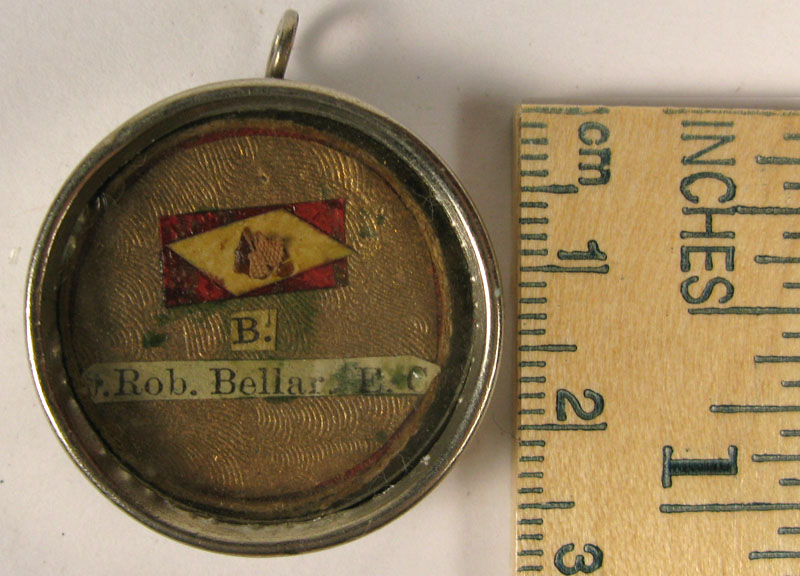 B.
.Rob. Bellar. E. C
cm
1
2
3
INCHES
1